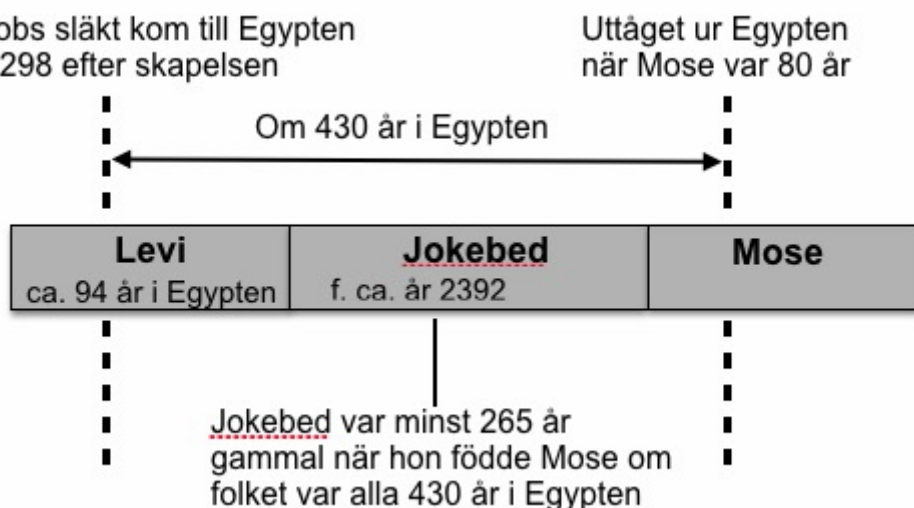 obs släkt kom till Egypten
298 efter skapelsen
Uttåget ur Egypten
när Mose var 80 år
Om 430 år i Egypten
Levi
ca. 94 år i Egypten
Jokebed
f. ca. år 2392
Mose
Jokebed var minst 265 år
gammal när hon födde Mose om
folket var alla 430 år i Egypten